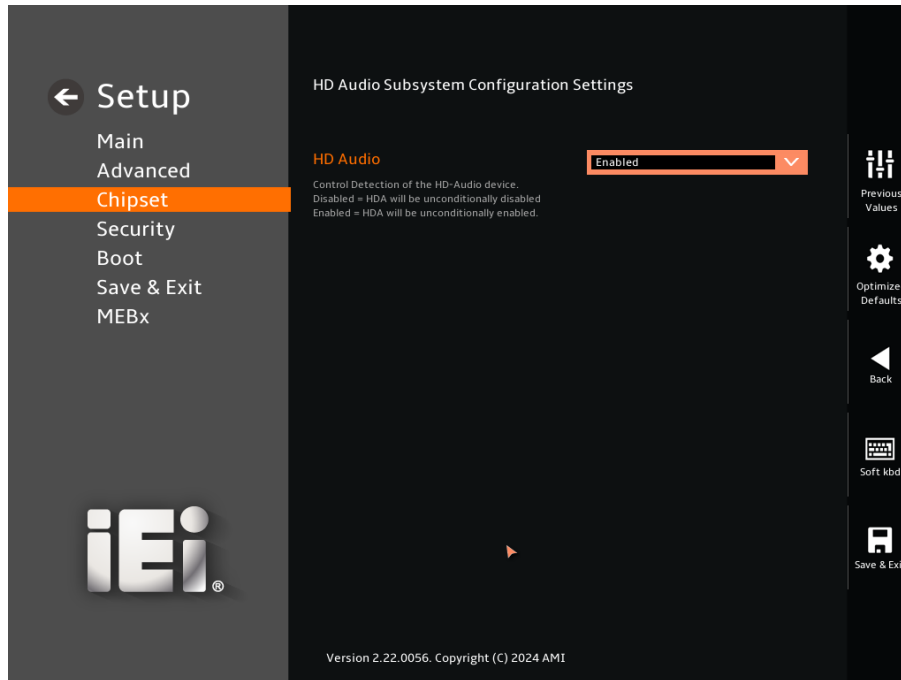 Setup
Main
Advanced
Chipset
Security
Boot
Save & Exit
MEBx
iEi®
HD Audio Subsystem Configuration Settings
HD Audio
Enabled
Control Detection of the HD-Audio device.
Disabled = HDA will be unconditionally disabled
Enabled = HDA will be unconditionally enabled.
Version 2.22.0056. Copyright (C) 2024 AMI
Previous
Values
Optimize
Defaults
Back
Soft kbd
Save & Exi